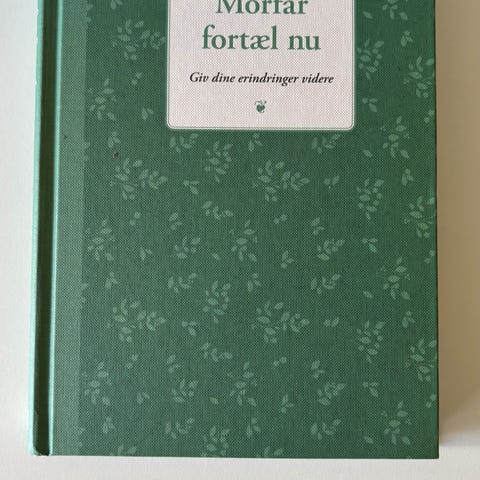 Morfar
fortæl nu
Giv dine erindringer videre